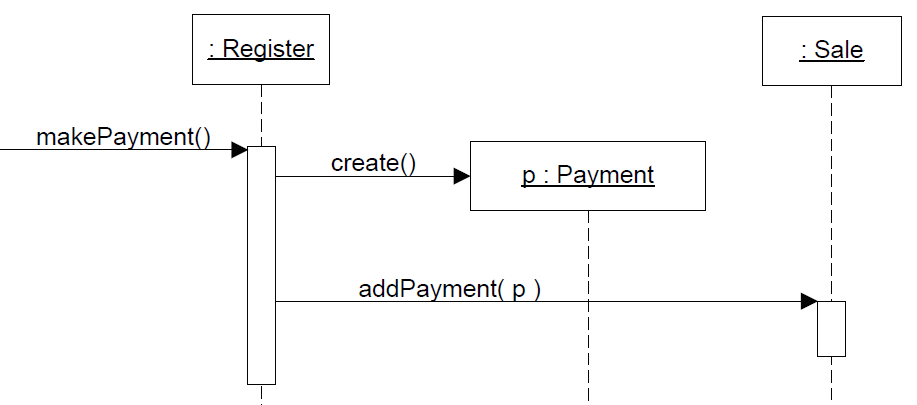 : Register
: Sale
makePayment()
create()
p : Payment
addPayment( p )